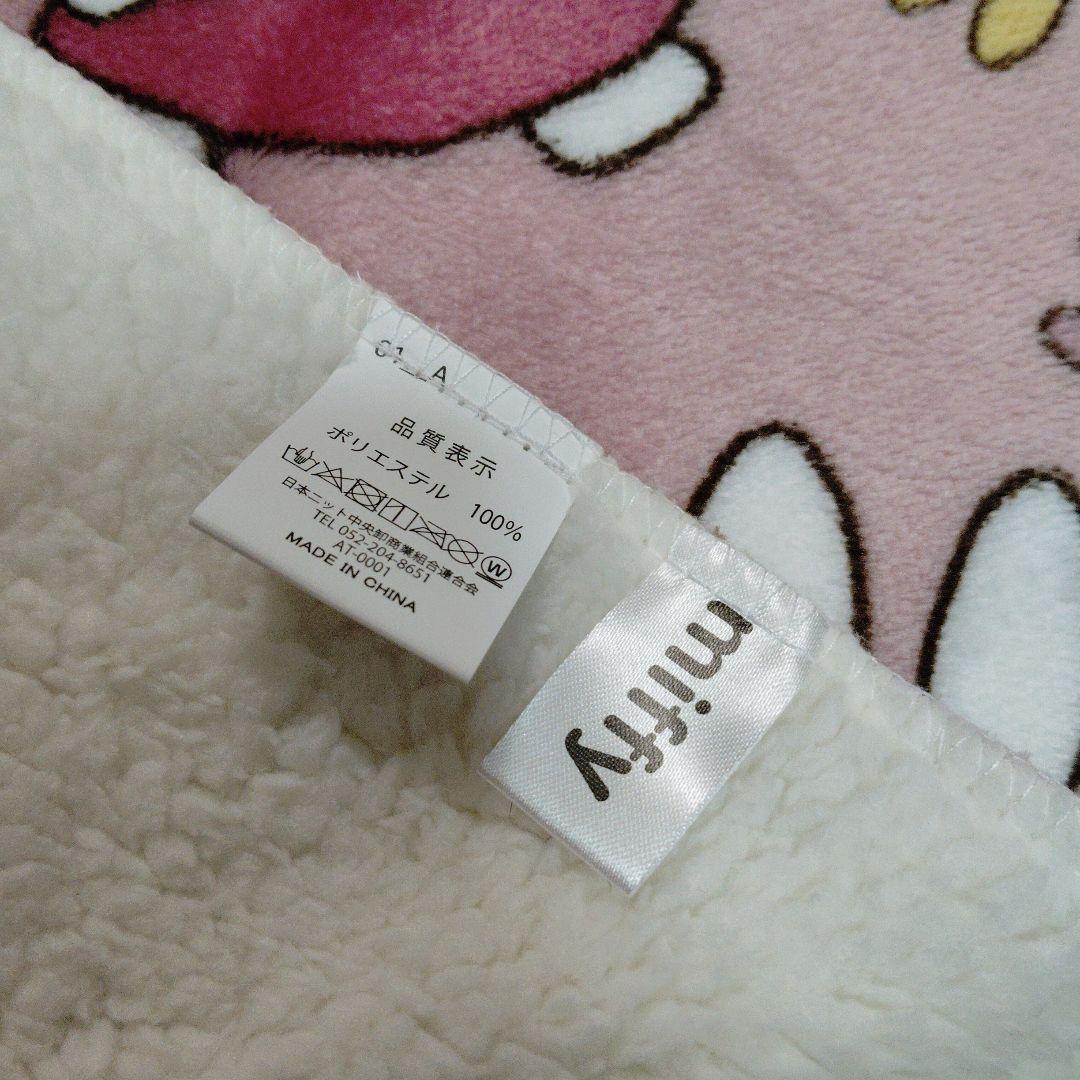 A
品質表示
ポリエステル 100%
W
日本ニット中央卸商業組合連合会
TEL 052-204-8651
AT-0001
MADE IN CHINA
miffy